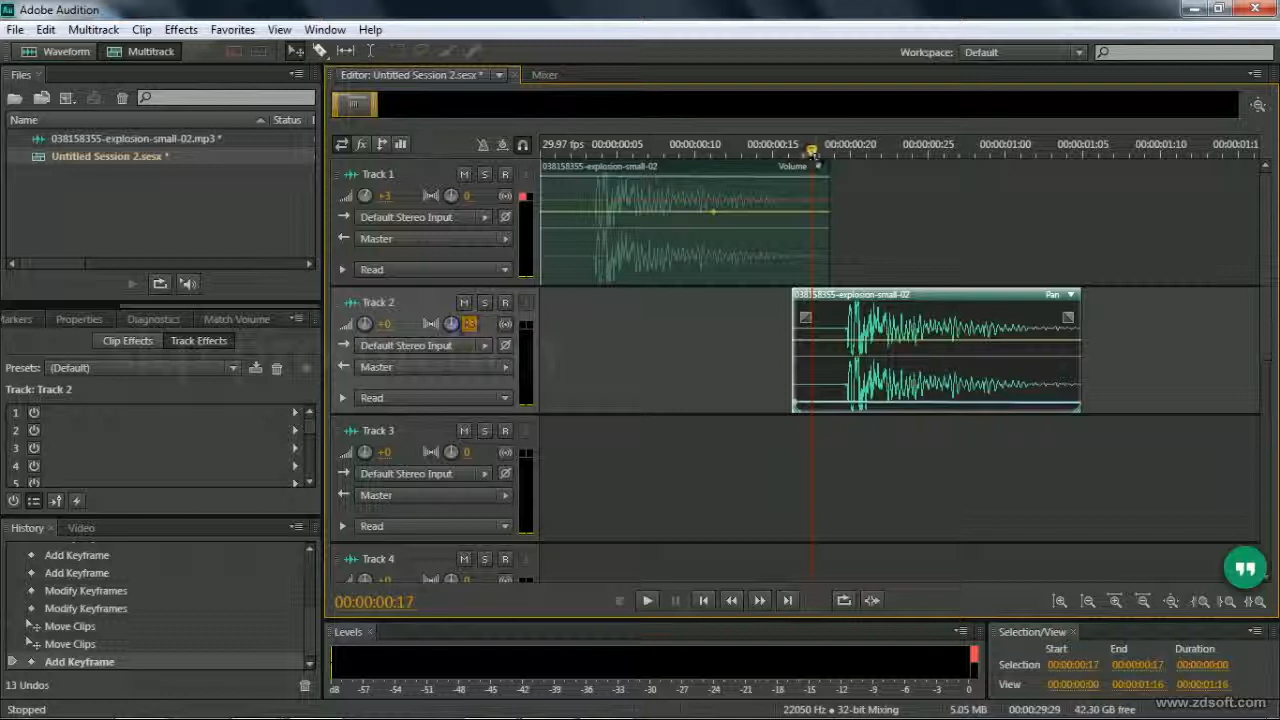 Au Adobe Audition
File Edit Multitrack Clip Effects Favorites View Window Help
Waveform Multitrack Workspace: Default
Files
Name Status
038158355-explosion-small-02.mp3 *
Untitled Session 2.sesx *
Markers Properties Diagnostics Match Volume
Clip Effects Track Effects
Presets: (Default)
Track: Track 2
1
2
3
4
5
History Video
Add Keyframe
Add Keyframe
Modify Keyframes
Modify Keyframes
Move Clips
Move Clips
Add Keyframe
13 Undos
Stopped
Editor: Untitled Session 2.sesx * Mixer
fx 29.97 fps 00:00:00:05 00:00:00:10 00:00:00:15 00:00:00:20 00:00:00:25 00:00:01:00 00:00:01:05 00:00:01:10 00:00:01:1
Track 1 M S R
+3 0
Default Stereo Input
Master
Read
038158355-explosion-small-02 Volume
Track 2 M S R
+0
Default Stereo Input
Master
Read
038158355-explosion-small-02 Pan
Track 3 M S R
+0 0
Default Stereo Input
Master
Read
Track 4 M S R
+0 0
00:00:00:17
Levels
dB -57 -54 -51 -48 -45 -42 -39 -36 -33 -30 -27 -24 -21 -18 -15 -12 -9 -6 -3 0
Selection/View
Start End Duration
Selection 00:00:00:17 00:00:00:17 00:00:00:00
View 00:00:00:00 00:00:01:16 00:00:01:16
22050 Hz • 32-bit Mixing 5.05 MB 00:00:29:29 42.30 GB free
www.zdsoft.com